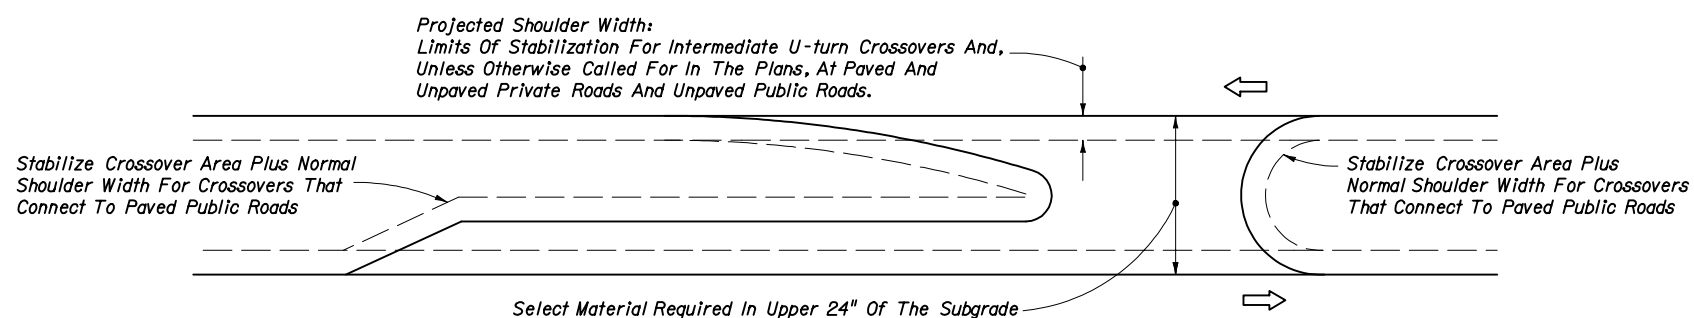 Projected Shoulder Width:
Limits Of Stabilization For Intermediate U-turn Crossovers And,
Unless Otherwise Called For In The Plans, At Paved And
Unpaved Private Roads And Unpaved Public Roads.
Stabilize Crossover Area Plus Normal
Shoulder Width For Crossovers That
Connect To Paved Public Roads
Stabilize Crossover Area Plus
Normal Shoulder Width For Crossovers
That Connect To Paved Public Roads
Select Material Required In Upper 24" Of The Subgrade